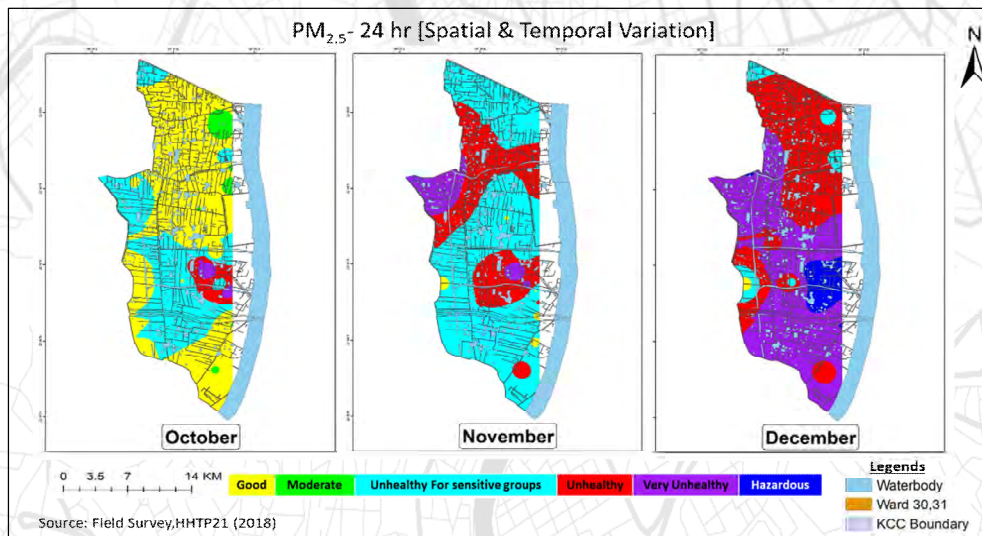 PM2.5- 24 hr [Spatial & Temporal Variation]
N
October
November
December
0 3.5 7 14 KM
Good
Moderate
Unhealthy For sensitive groups
Unhealthy
Very Unhealthy
Hazardous
Legends
Waterbody
Ward 30,31
KCC Boundary
Source: Field Survey,HHTP21 (2018)